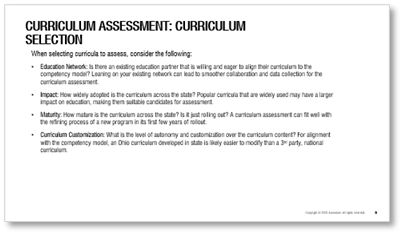 CURRICULUM ASSESSMENT: CURRICULUM
SELECTION
When selecting curricula to assess, consider the following:
• Education Network: Is there an existing education partner that is willing and eager to align their curriculum to the
competency model? Leaning on your existing network can lead to smoother collaboration and data collection for the
curriculum assessment.
• Impact: How widely adopted is the curriculum across the state? Popular curricula that are widely used may have a larger
impact on education, making them suitable candidates for assessment.
• Maturity: How mature is the curriculum across the state? Is it just rolling out? A curriculum assessment can fit well with
the refining process of a new program in its first few years of rollout.
• Curriculum Customization: What is the level of autonomy and customization over the curriculum content? For alignment
with the competency model, an Ohio curriculum developed in state is likely easier to modify than a 3rd party, national
curriculum.
Copyright © 2020 Accenture. All rights reserved.